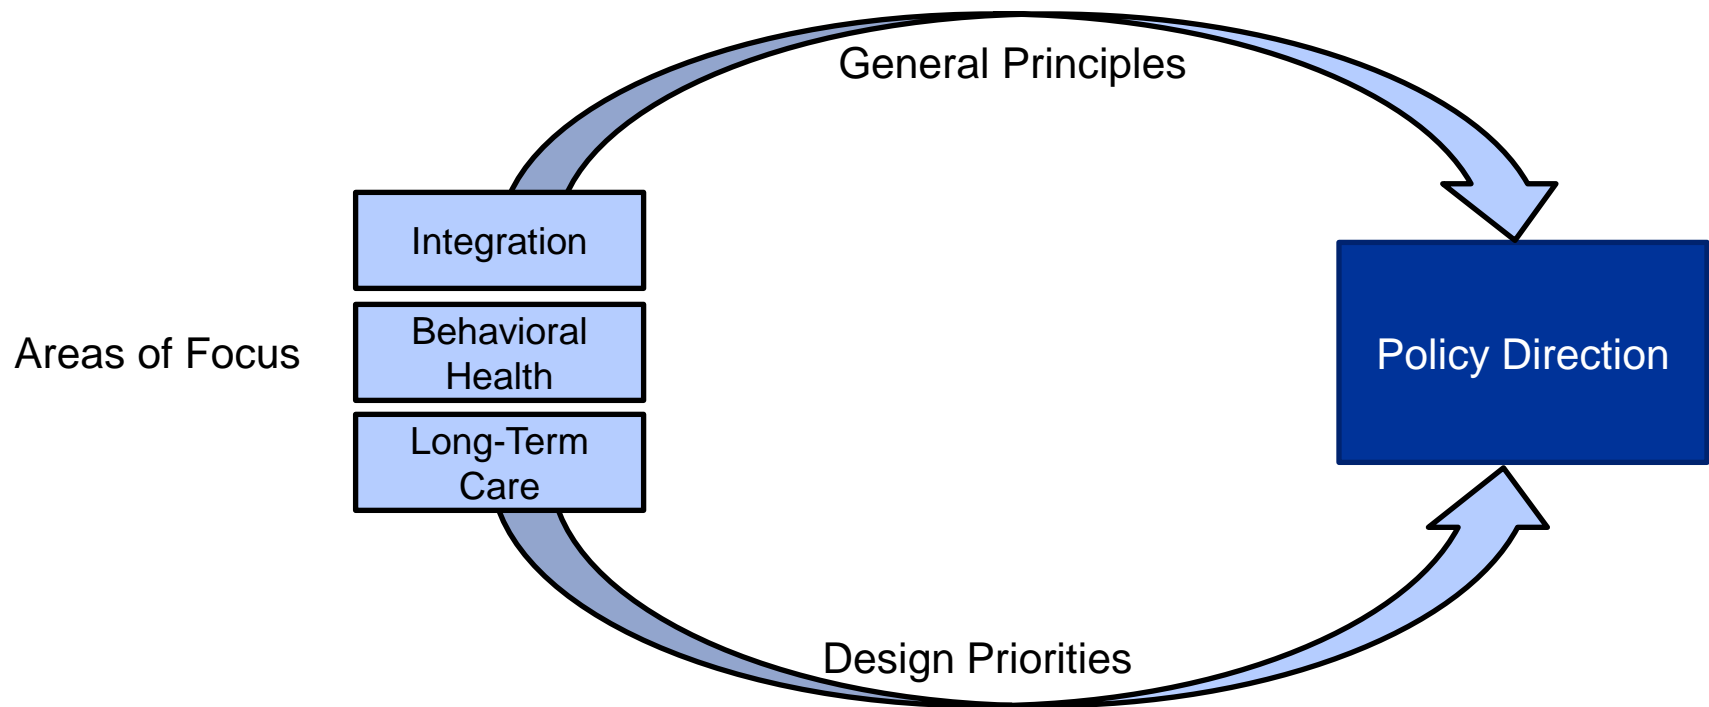 General Principles
Integration
Areas of Focus
Behavioral
Health
Policy Direction
Long-Term
Care
Design Priorities